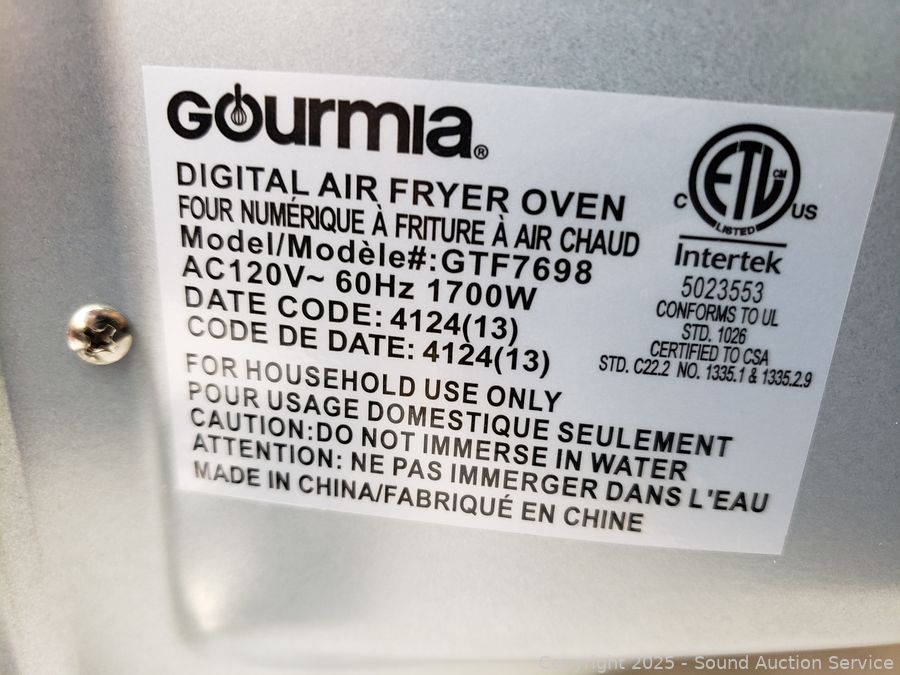 GOURMIA®
DIGITAL AIR FRYER OVEN
FOUR NUMÉRIQUE À FRITURE À AIR CHAUD
Model/Modèle#:GTF7698
AC120V~ 60Hz 1700W
DATE CODE: 4124(13)
CODE DE DATE: 4124(13)
FOR HOUSEHOLD USE ONLY
POUR USAGE DOMESTIQUE SEULEMENT
CAUTION:DO NOT IMMERSE IN WATER
ATTENTION: NE PAS IMMERGER DANS L'EAU
MADE IN CHINA/FABRIQUÉ EN CHINE
C ETL CM US
LISTED
Intertek
5023553
CONFORMS TO UL
STD. 1026
CERTIFIED TO CSA
STD. C22.2 NO. 1335.1 & 1335.2.9
Copyright 2025 - Sound Auction Service